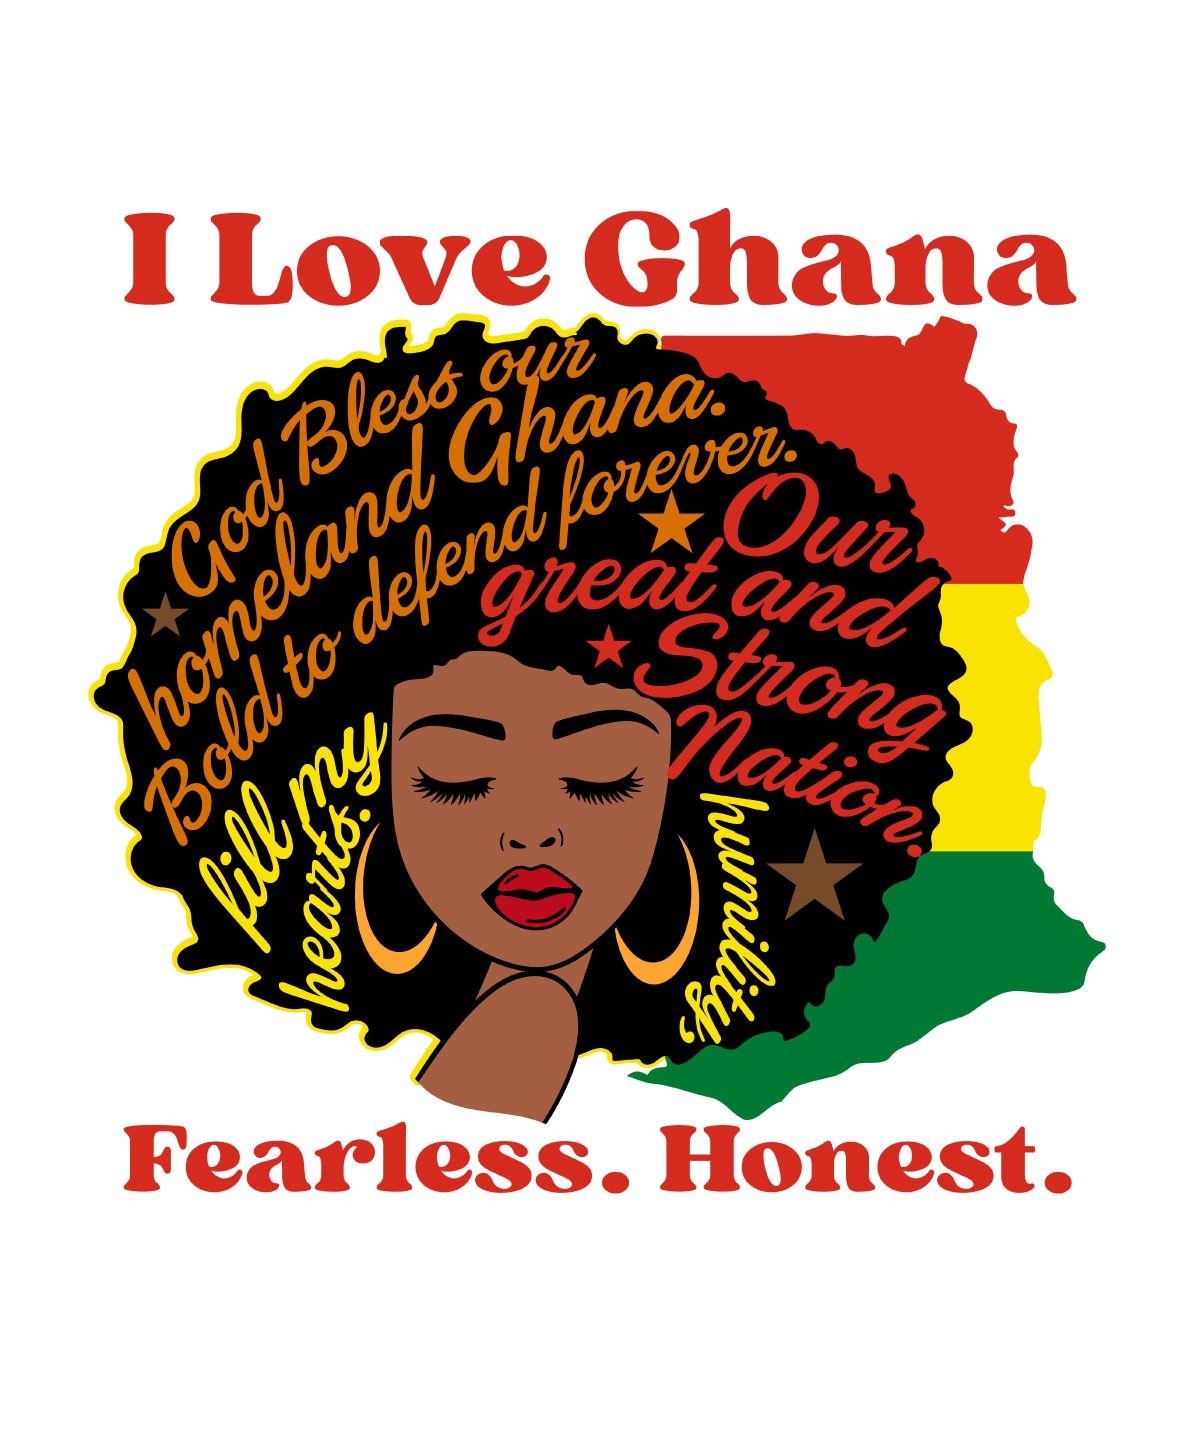 I Love Ghana
God Bless our
homeland Ghana.
Bold to defend forever.
Our
great and
Strong
Nation.
fill my
hearts.
humility,
Fearless. Honest.